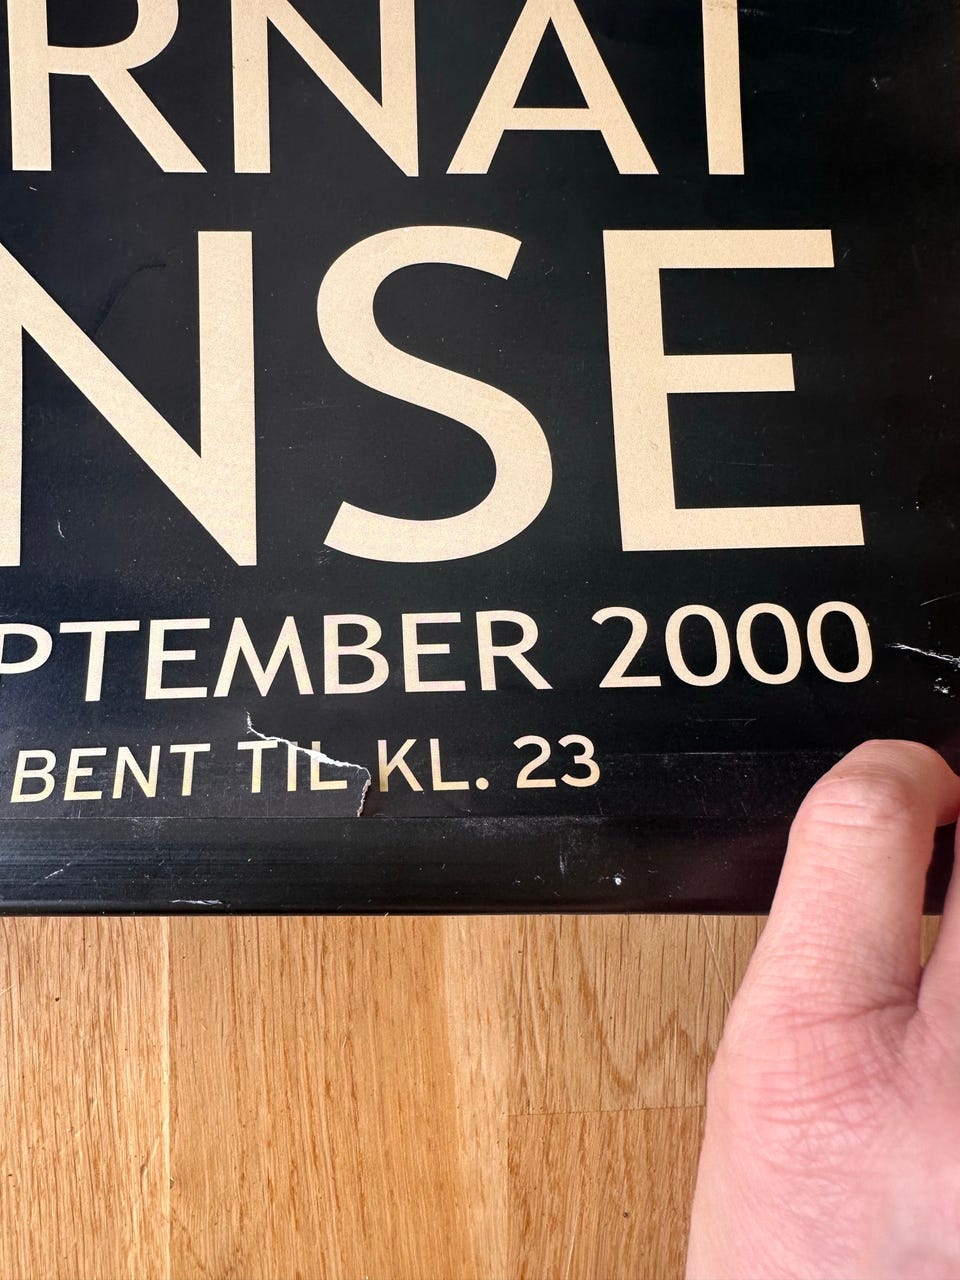 RNAT
NSE
PTEMBER 2000
BENT TIL KL. 23